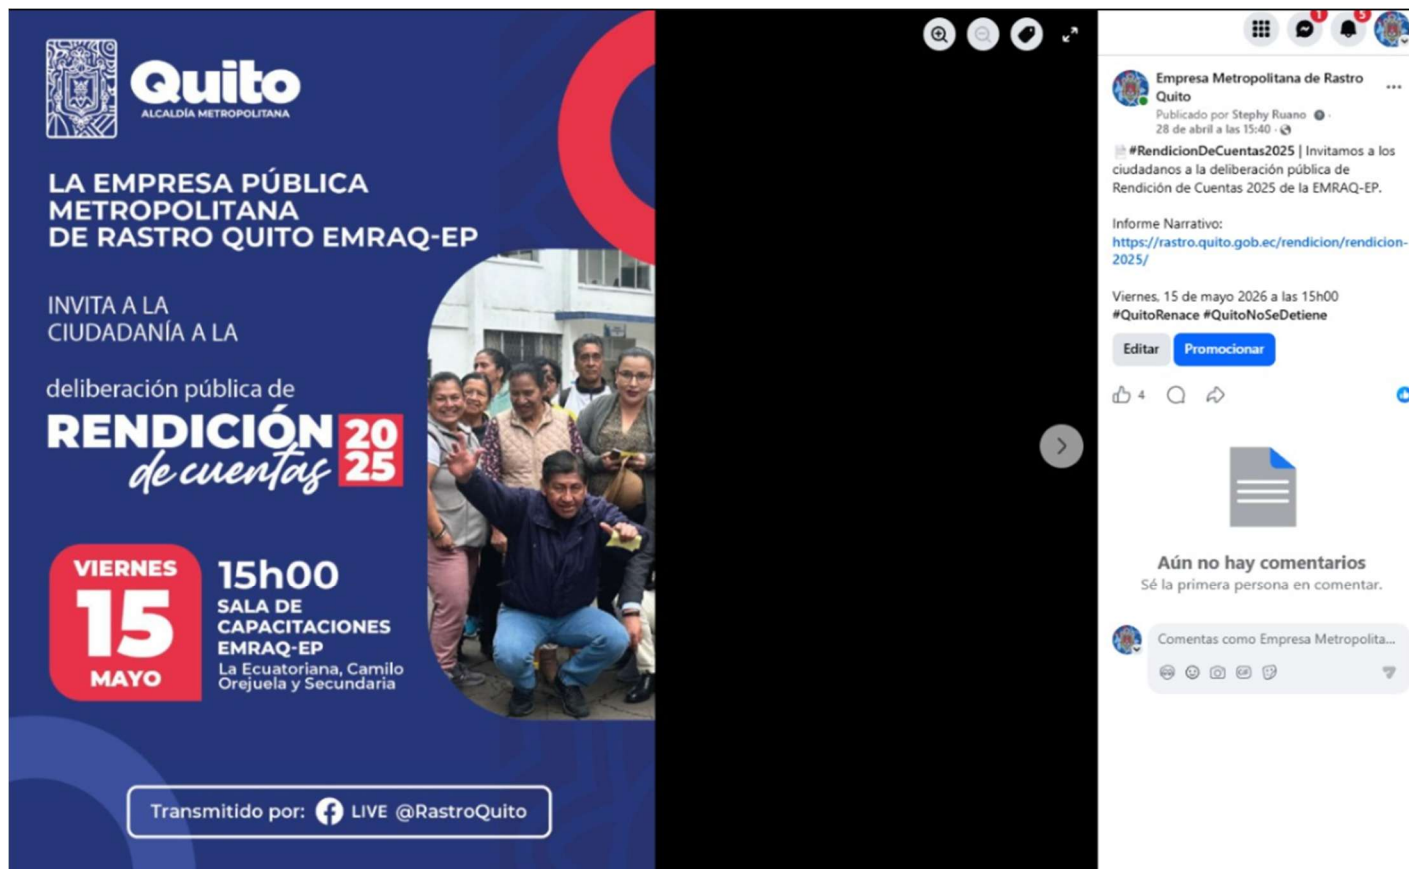 Quito
ALCALDÍA METROPOLITANA
LA EMPRESA PÚBLICA
METROPOLITANA
DE RASTRO QUITO EMRAQ-EP
INVITA A LA
CIUDADANÍA A LA
deliberación pública de
RENDICIÓN
de cuentas
20
25
VIERNES
15
MAYO
15h00
SALA DE
CAPACITACIONES
EMRAQ-EP
La Ecuatoriana, Camilo
Orejuela y Secundaria
Transmitido por: LIVE @RastroQuito
1
5
Empresa Metropolitana de Rastro
Quito
Publicado por Stephy Ruano ·
28 de abril a las 15:40 ·
#RendicionDeCuentas2025 | Invitamos a los
ciudadanos a la deliberación pública de
Rendición de Cuentas 2025 de la EMRAQ-EP.
Informe Narrativo:
https://rastro.quito.gob.ec/rendicion/rendicion-
2025/
Viernes, 15 de mayo 2026 a las 15h00
#QuitoRenace #QuitoNoSeDetiene
Editar
Promocionar
4
Aún no hay comentarios
Sé la primera persona en comentar.
Comentas como Empresa Metropolita...
GIF